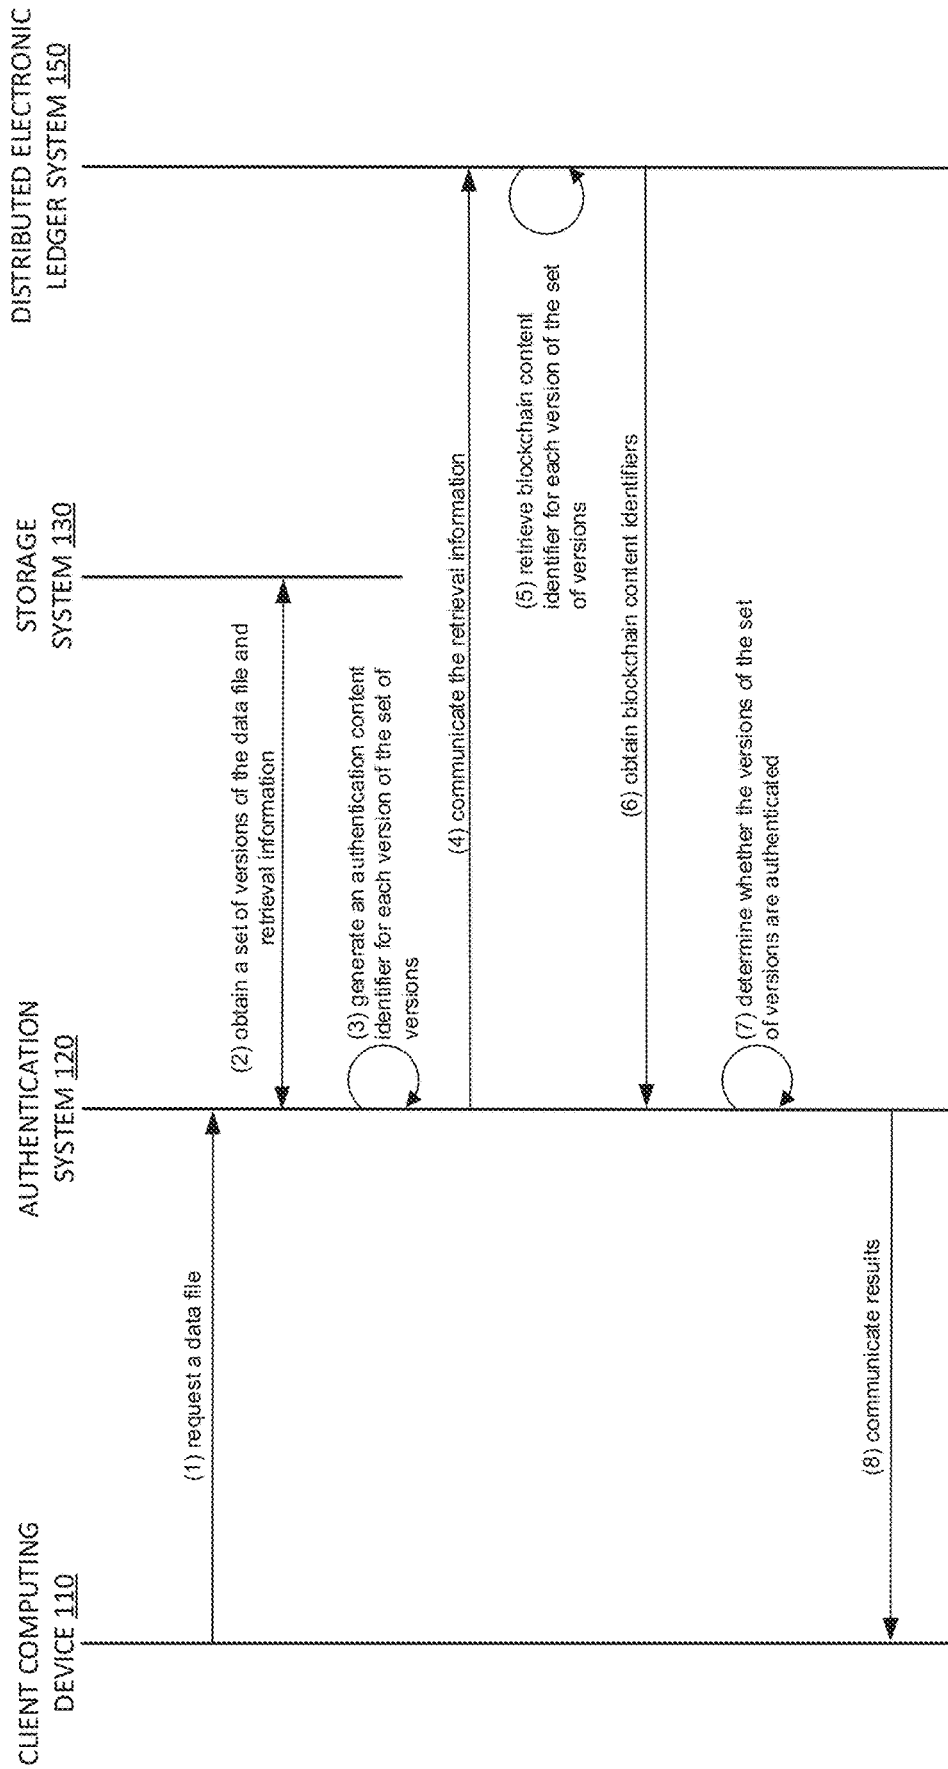 CLIENT COMPUTING
DEVICE 110
AUTHENTICATION
SYSTEM 120
STORAGE
SYSTEM 130
DISTRIBUTED ELECTRONIC
LEDGER SYSTEM 150
(1) request a data file
(2) obtain a set of versions of the data file and
retrieval information
(3) generate an authentication content
identifier for each version of the set of
versions
(4) communicate the retrieval information
(5) retrieve blockchain content
identifier for each version of the set
of versions
(6) obtain blockchain content identifiers
(7) determine whether the versions of the set
of versions are authenticated
(8) communicate results